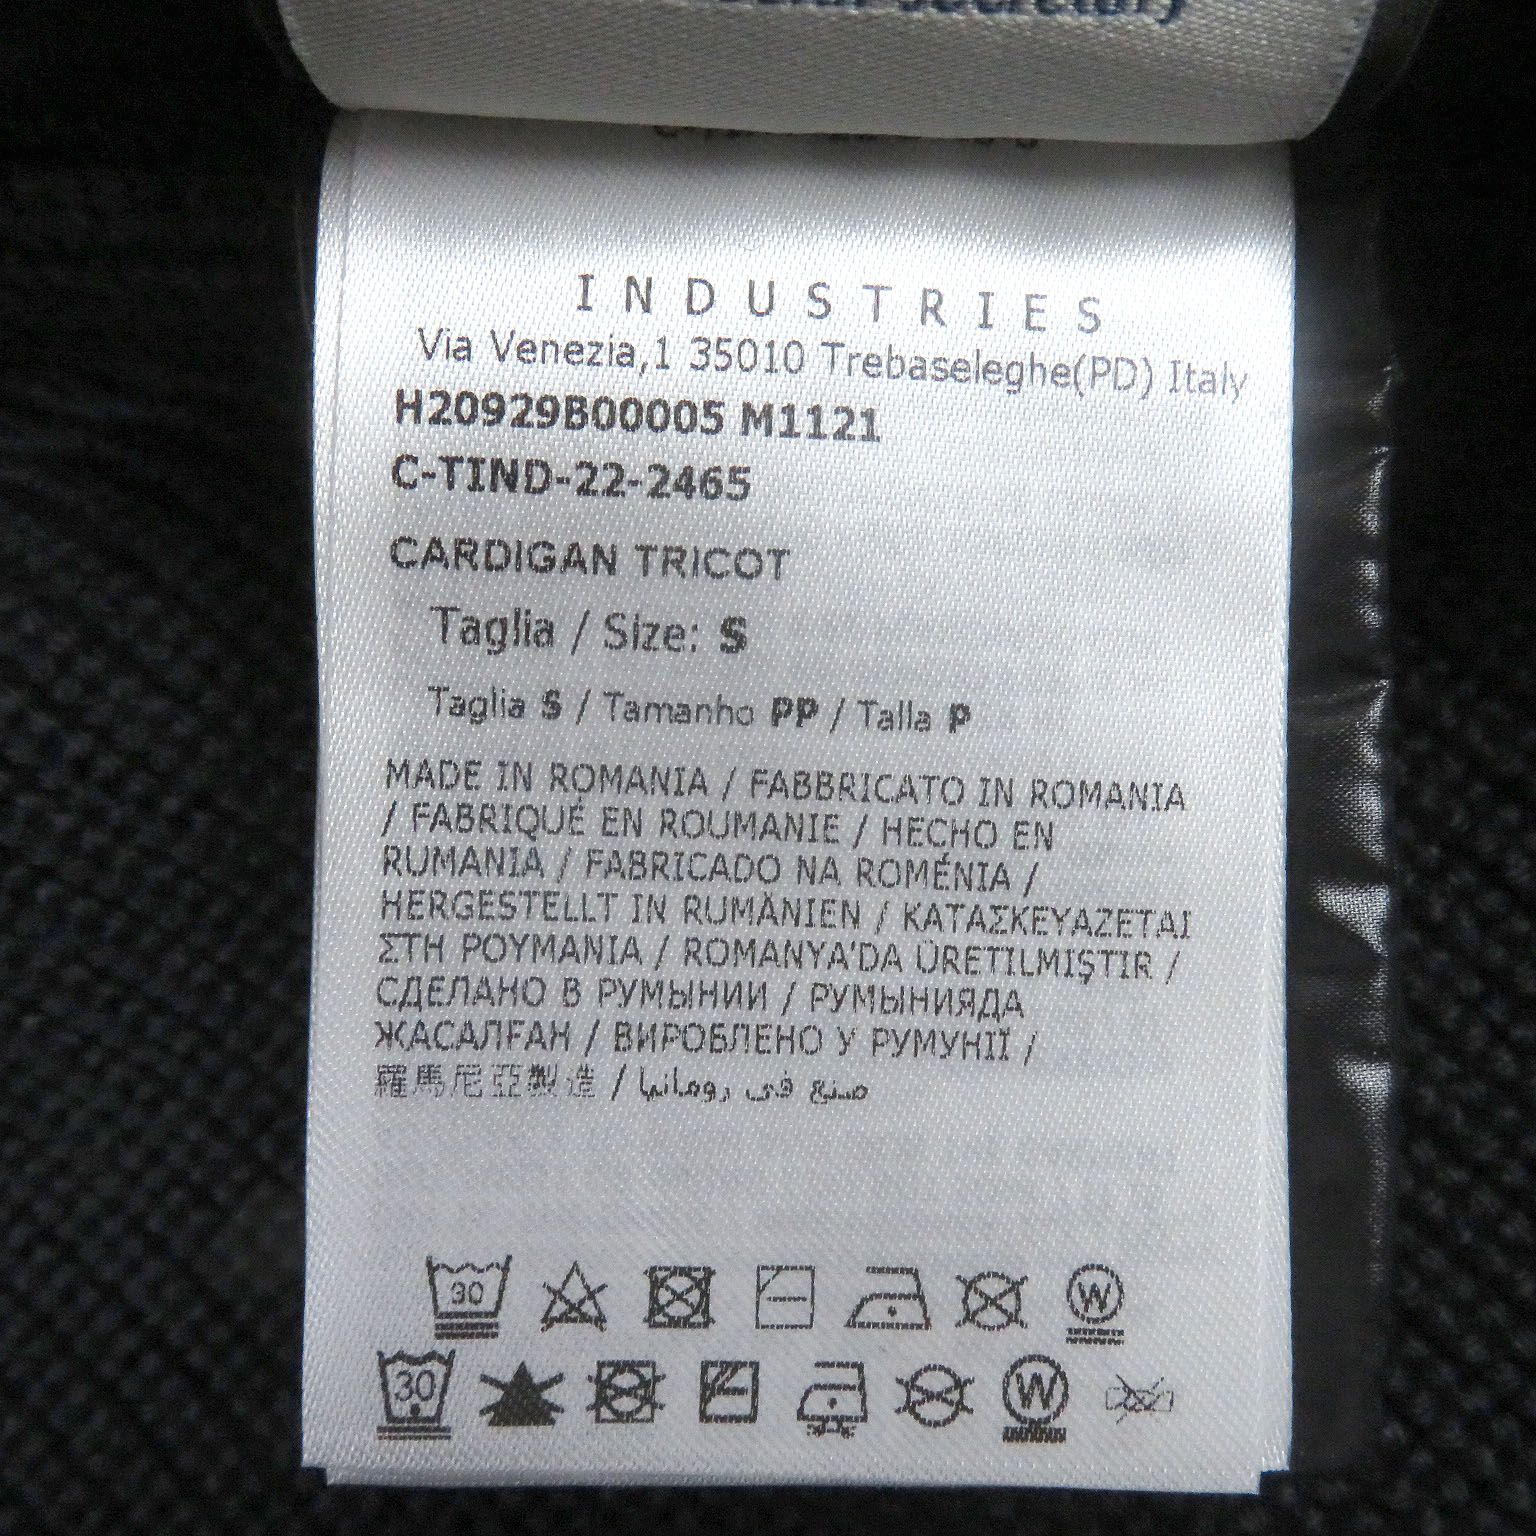 Secretary
INDUSTRIES
Via Venezia,1 35010 Trebaseleghe(PD) Italy
H20929B00005 M1121
C-TIND-22-2465
CARDIGAN TRICOT
Taglia / Size: S
Taglia S / Tamanho PP / Talla P
MADE IN ROMANIA / FABBRICATO IN ROMANIA
/ FABRIQUÉ EN ROUMANIE / HECHO EN
RUMANIA / FABRICADO NA ROMÉNIA /
HERGESTELLT IN RUMÄNIEN / ΚΑΤΑΣΚΕΥΑΖΕΤΑΙ
ΣΤΗ ΡΟΥΜΑΝΙΑ / ROMANYA'DA ÜRETILMIŞTIR /
СДЕЛАНО В РУМЫНИИ / РУМЫНИЯДА
ЖАСАЛҒАН / ВИРОБЛЕНО У РУМУНІЇ /
羅馬尼亞製造 / صنع في رومانيا
30 W
30 W